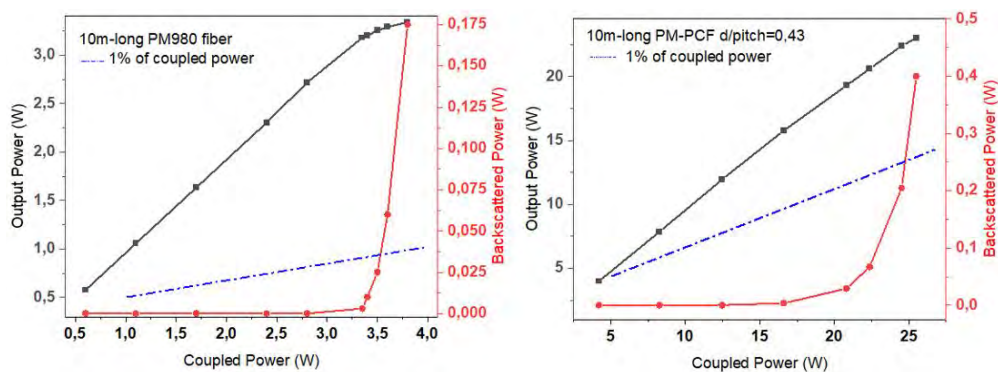 10m-long PM980 fiber
1% of coupled power
Output Power (W)
3,0
2,5
2,0
1,5
1,0
0,5
0,175
0,150
0,125
0,100
0,075
0,050
0,025
0,000
Backscattered Power (W)
0,5 1,0 1,5 2,0 2,5 3,0 3,5 4,0
Coupled Power (W)
10m-long PM-PCF d/pitch=0,43
1% of coupled power
Output Power (W)
20
15
10
5
0,5
0,4
0,3
0,2
0,1
0,0
Backscattered Power (W)
5 10 15 20 25
Coupled Power (W)